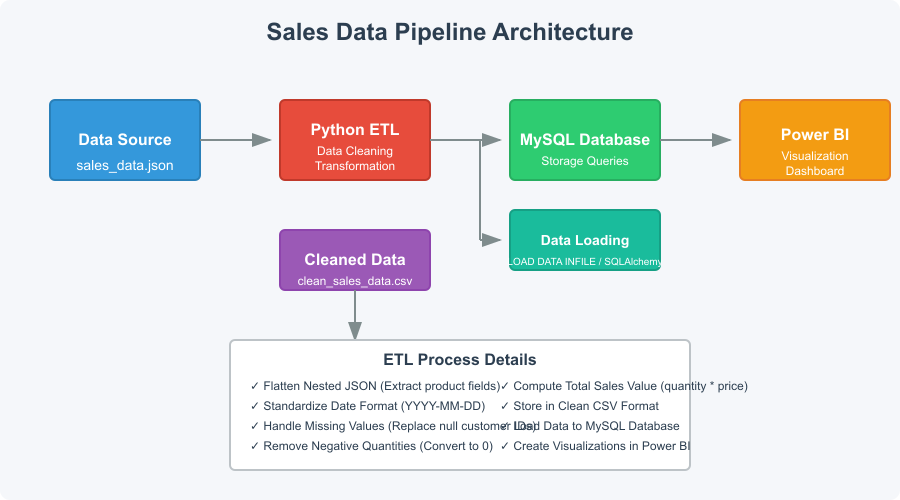 Sales Data Pipeline Architecture
Data Source
sales_data.json
Python ETL
Data Cleaning
Transformation
MySQL Database
Storage Queries
Power BI
Visualization
Dashboard
Data Loading
LOAD DATA INFILE / SQLAlchemy
Cleaned Data
clean_sales_data.csv
ETL Process Details
✓ Flatten Nested JSON (Extract product fields)
✓ Standardize Date Format (YYYY-MM-DD)
✓ Handle Missing Values (Replace null customer IDs)
✓ Remove Negative Quantities (Convert to 0)
✓ Compute Total Sales Value (quantity * price)
✓ Store in Clean CSV Format
✓ Load Data to MySQL Database
✓ Create Visualizations in Power BI